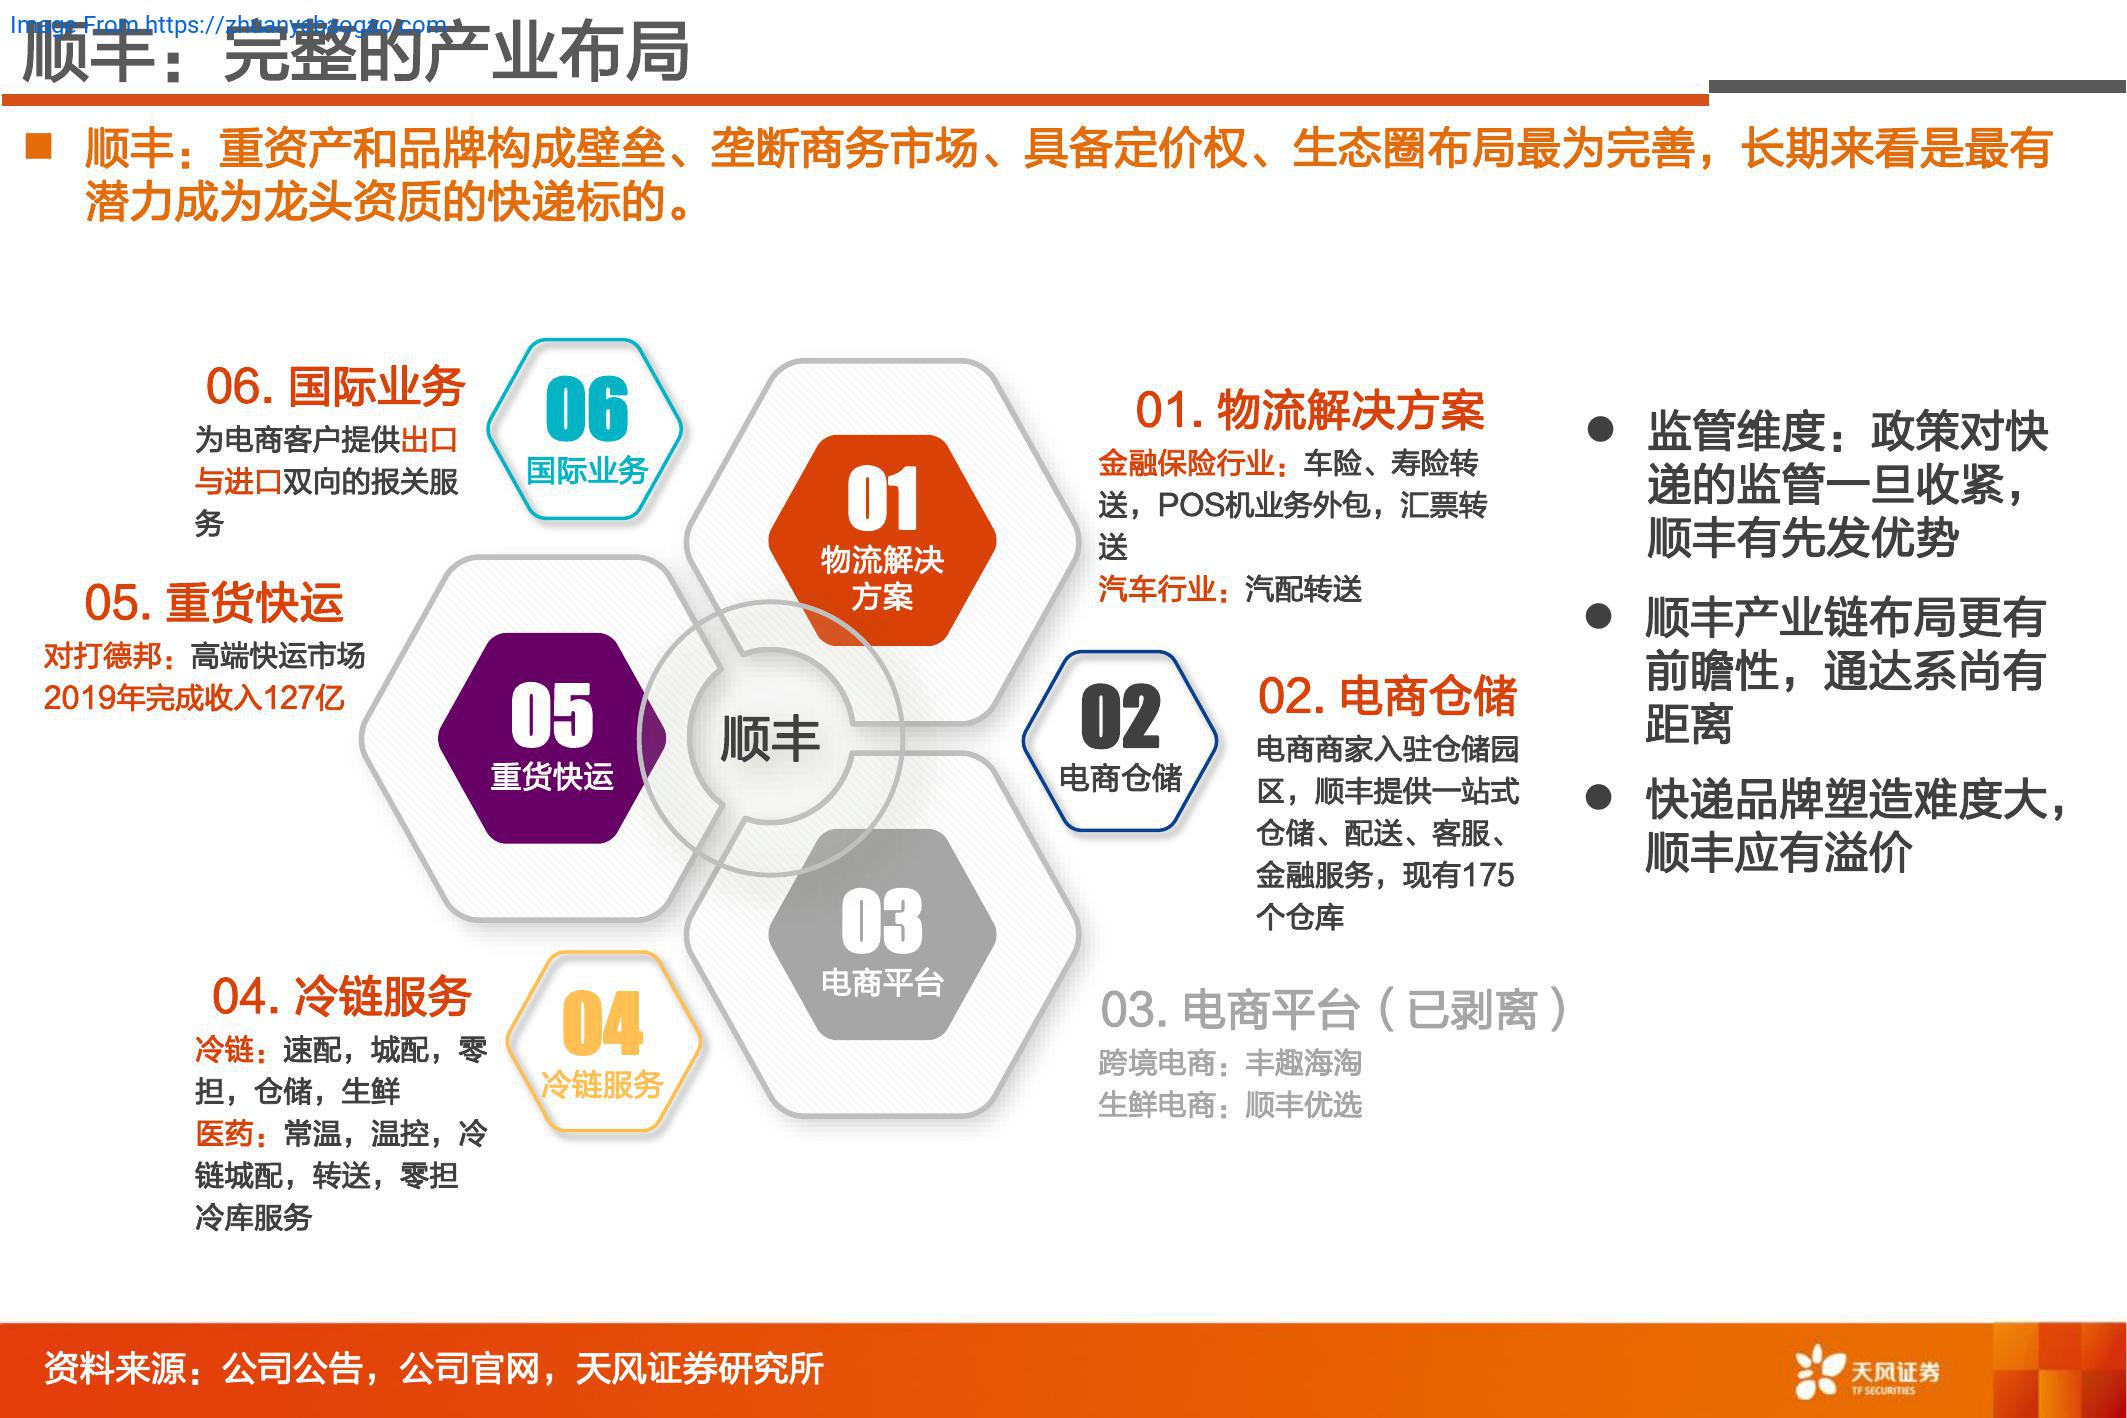 Image From https://zhuanyebaogao.com
顺丰：完整的产业布局
■ 顺丰：重资产和品牌构成壁垒、垄断商务市场、具备定价权、生态圈布局最为完善，长期来看是最有
潜力成为龙头资质的快递标的。
06. 国际业务
为电商客户提供出口
与进口双向的报关服
务
06
国际业务
01
物流解决
方案
01. 物流解决方案
金融保险行业：车险、寿险转
送，POS机业务外包，汇票转
送
汽车行业：汽配转送
05. 重货快运
对打德邦：高端快运市场
2019年完成收入127亿
05
重货快运
顺丰
02
电商仓储
02. 电商仓储
电商商家入驻仓储园
区，顺丰提供一站式
仓储、配送、客服、
金融服务，现有175
个仓库
04. 冷链服务
冷链：速配，城配，零
担，仓储，生鲜
医药：常温，温控，冷
链城配，转送，零担
冷库服务
04
冷链服务
03
电商平台
03. 电商平台（已剥离）
跨境电商：丰趣海淘
生鲜电商：顺丰优选
● 监管维度：政策对快
递的监管一旦收紧，
顺丰有先发优势
● 顺丰产业链布局更有
前瞻性，通达系尚有
距离
● 快递品牌塑造难度大，
顺丰应有溢价
资料来源：公司公告，公司官网，天风证券研究所
天风证券
TF SECURITIES